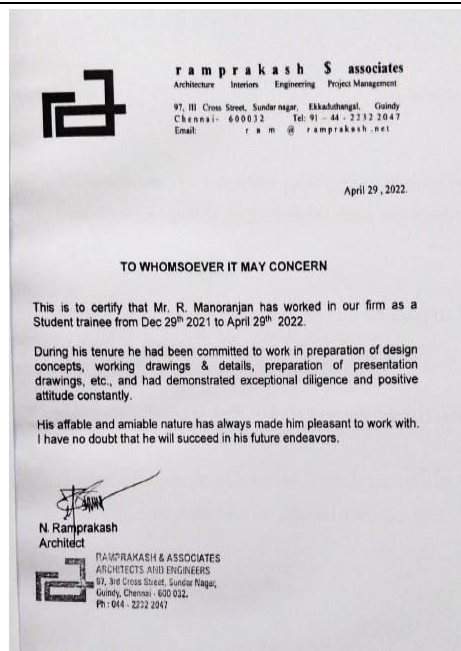 ramprakash $ associates
Architecture Interiors Engineering Project Management
97, III Cross Street, Sundar nagar, Ekkaduthangal, Guindy
Chennai- 600032 Tel: 91 - 44 - 2232 2047
Email: ram @ ramprakash.net
April 29, 2022.
TO WHOMSOEVER IT MAY CONCERN
This is to certify that Mr. R. Manoranjan has worked in our firm as a
Student trainee from Dec 29th 2021 to April 29th 2022.
During his tenure he had been committed to work in preparation of design
concepts, working drawings & details, preparation of presentation
drawings, etc., and had demonstrated exceptional diligence and positive
attitude constantly.
His affable and amiable nature has always made him pleasant to work with.
I have no doubt that he will succeed in his future endeavors.
N. Ramprakash
Architect
RAMPRAKASH & ASSOCIATES
ARCHITECTS AND ENGINEERS
97, 3rd Cross Street, Sundar Nagar,
Guindy, Chennai - 600 032.
Ph : 044 - 2232 2047